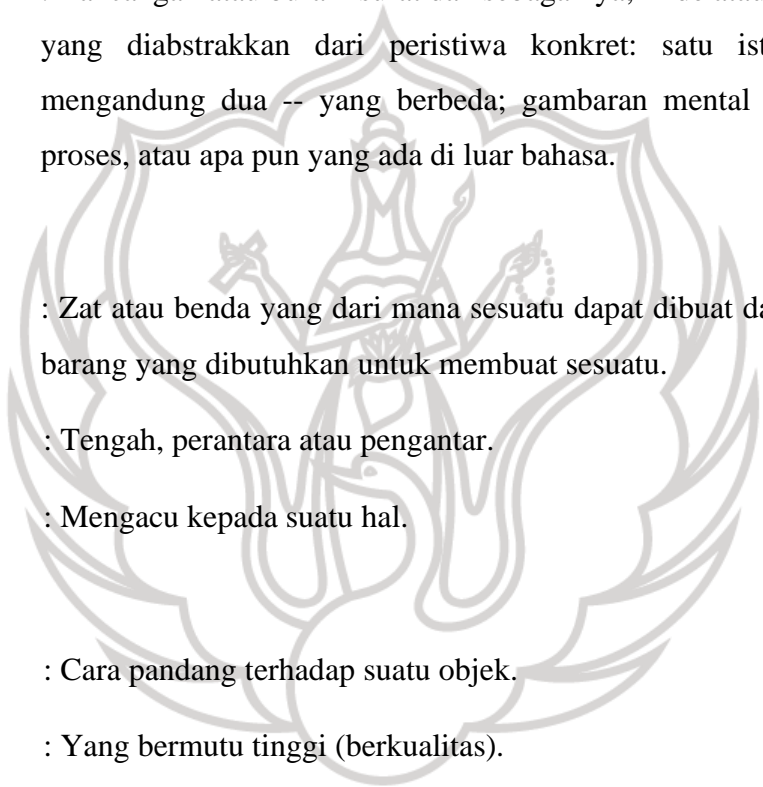 yang diabstrakkan dari peristiwa konkret: satu
mengandung dua -- yang berbeda; gambaran mental
proses, atau apa pun yang ada di luar bahasa.
: Zat atau benda yang dari mana sesuatu dapat dibuat
barang yang dibutuhkan untuk membuat sesuatu.
: Tengah, perantara atau pengantar.
: Mengacu kepada suatu hal.
: Cara pandang terhadap suatu objek.
: Yang bermutu tinggi (berkualitas).